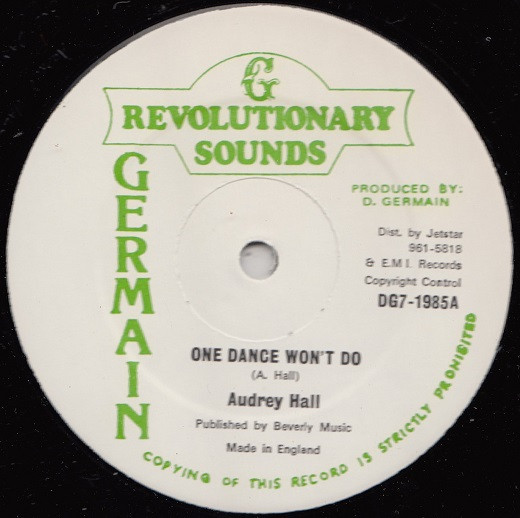 G
REVOLUTIONARY
SOUNDS
GERMAIN
PRODUCED BY:
D. GERMAIN
Dist. by Jetstar
961-5818
& E.M.I. Records
Copyright Control
DG7-1985A
ONE DANCE WON'T DO
(A. Hall)
Audrey Hall
Published by Beverly Music
Made in England
COPYING OF THIS RECORD IS STRICTLY PROHIBITED